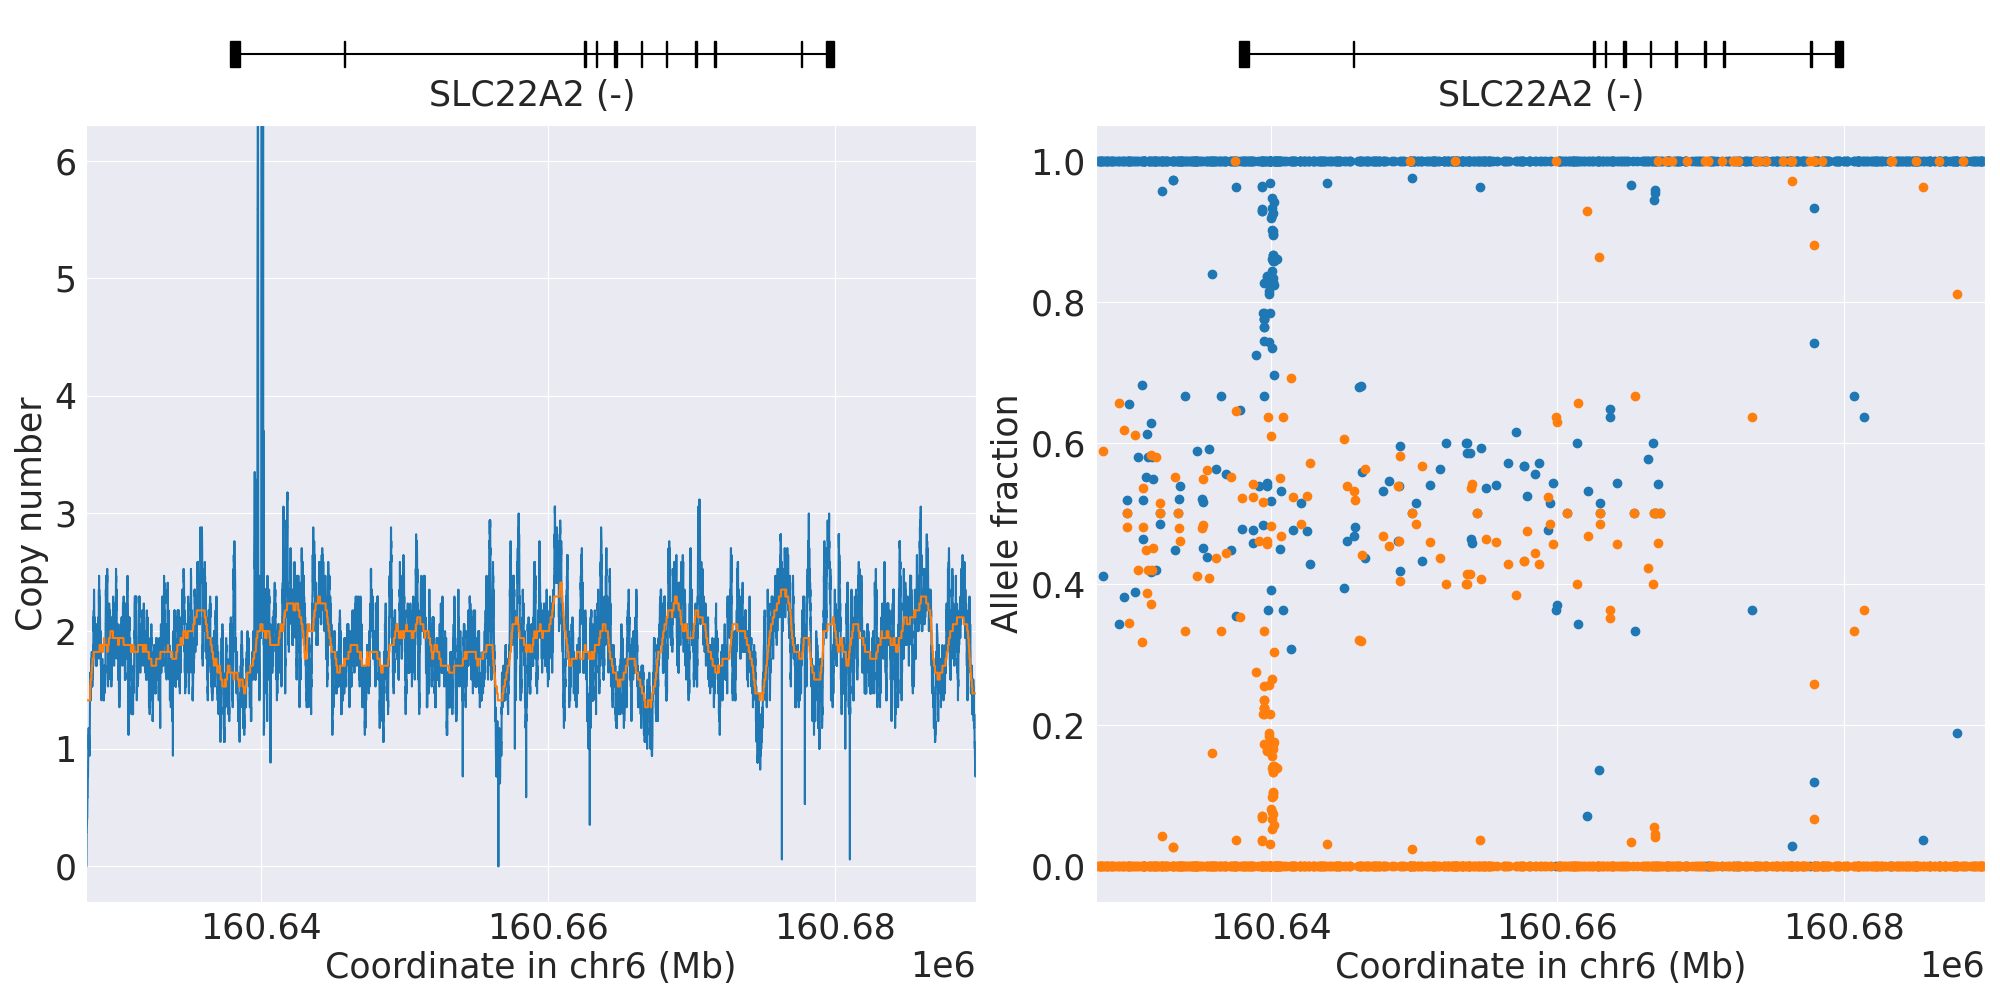 SLC22A2 (-)
6
5
4
3
2
1
0
Copy number
160.64 160.66 160.68
Coordinate in chr6 (Mb)
1e6
SLC22A2 (-)
1.0
0.8
0.6
0.4
0.2
0.0
Allele fraction
160.64 160.66 160.68
Coordinate in chr6 (Mb)
1e6